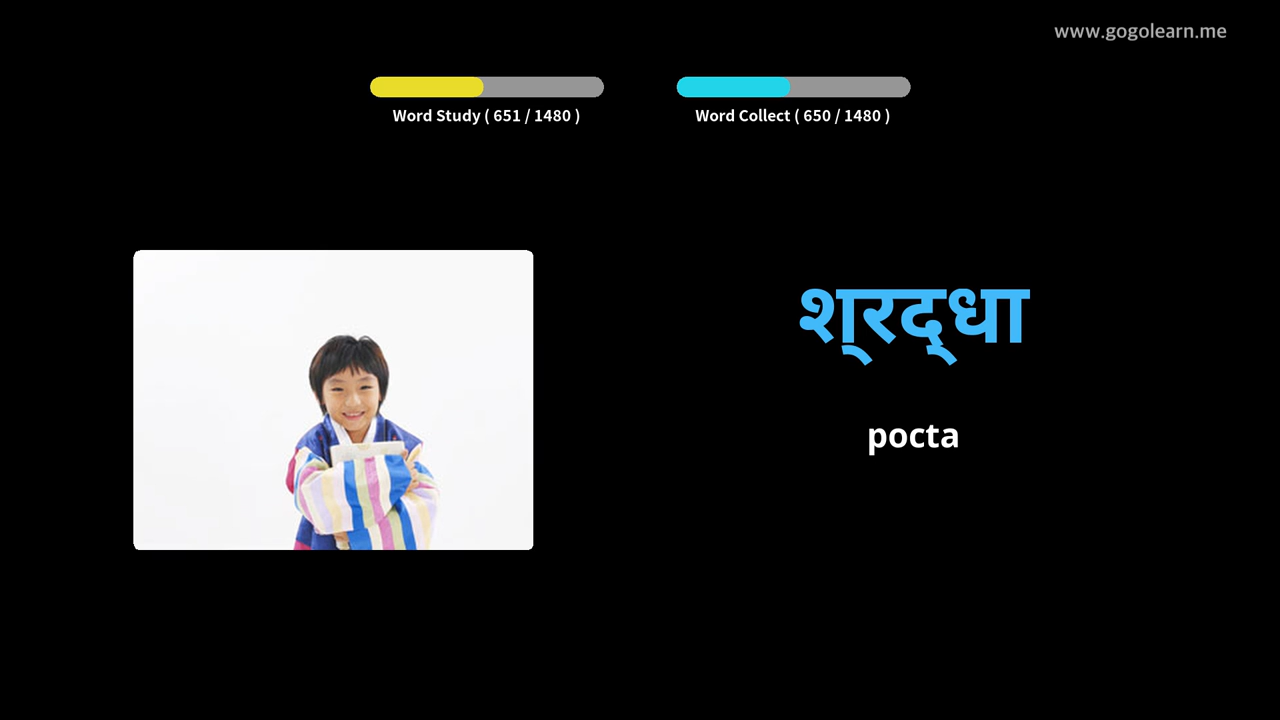 www.gogolearn.me
Word Study ( 651 / 1480 )
Word Collect ( 650 / 1480 )
श्रद्धा
pocta